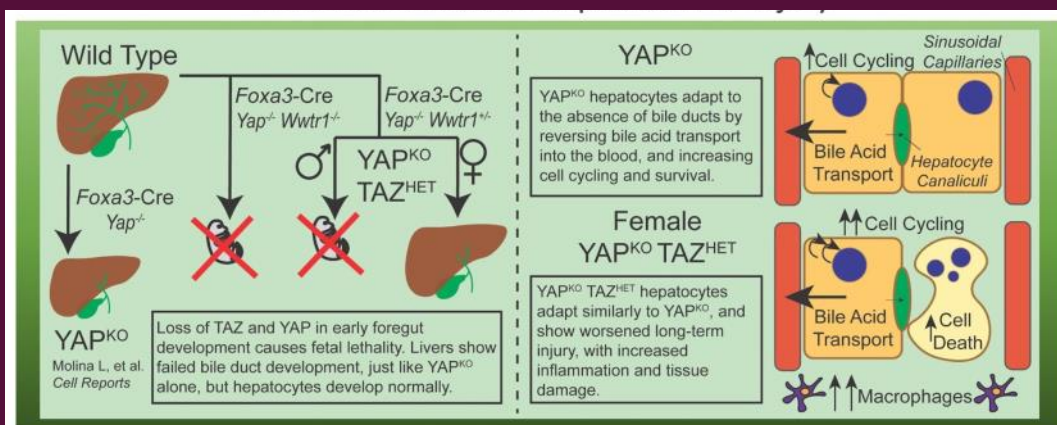 Wild Type
Foxa3-Cre
Yap-/- Wwtr1-/-
Foxa3-Cre
Yap-/- Wwtr1+/-
♂ YAPKO ♀
TAZHET
Foxa3-Cre
Yap-/-
YAPKO
Molina L, et al.
Cell Reports
Loss of TAZ and YAP in early foregut
development causes fetal lethality. Livers show
failed bile duct development, just like YAPKO
alone, but hepatocytes develop normally.
YAPKO
YAPKO hepatocytes adapt to
the absence of bile ducts by
reversing bile acid transport
into the blood, and increasing
cell cycling and survival.
↑Cell Cycling
Sinusoidal
Capillaries
Bile Acid
Transport
Hepatocyte
Canaliculi
Female
YAPKO TAZHET
YAPKO TAZHET hepatocytes
adapt similarly to YAPKO, and
show worsened long-term
injury, with increased
inflammation and tissue
damage.
↑↑Cell Cycling
Bile Acid
Transport
↑Cell
Death
↑↑Macrophages